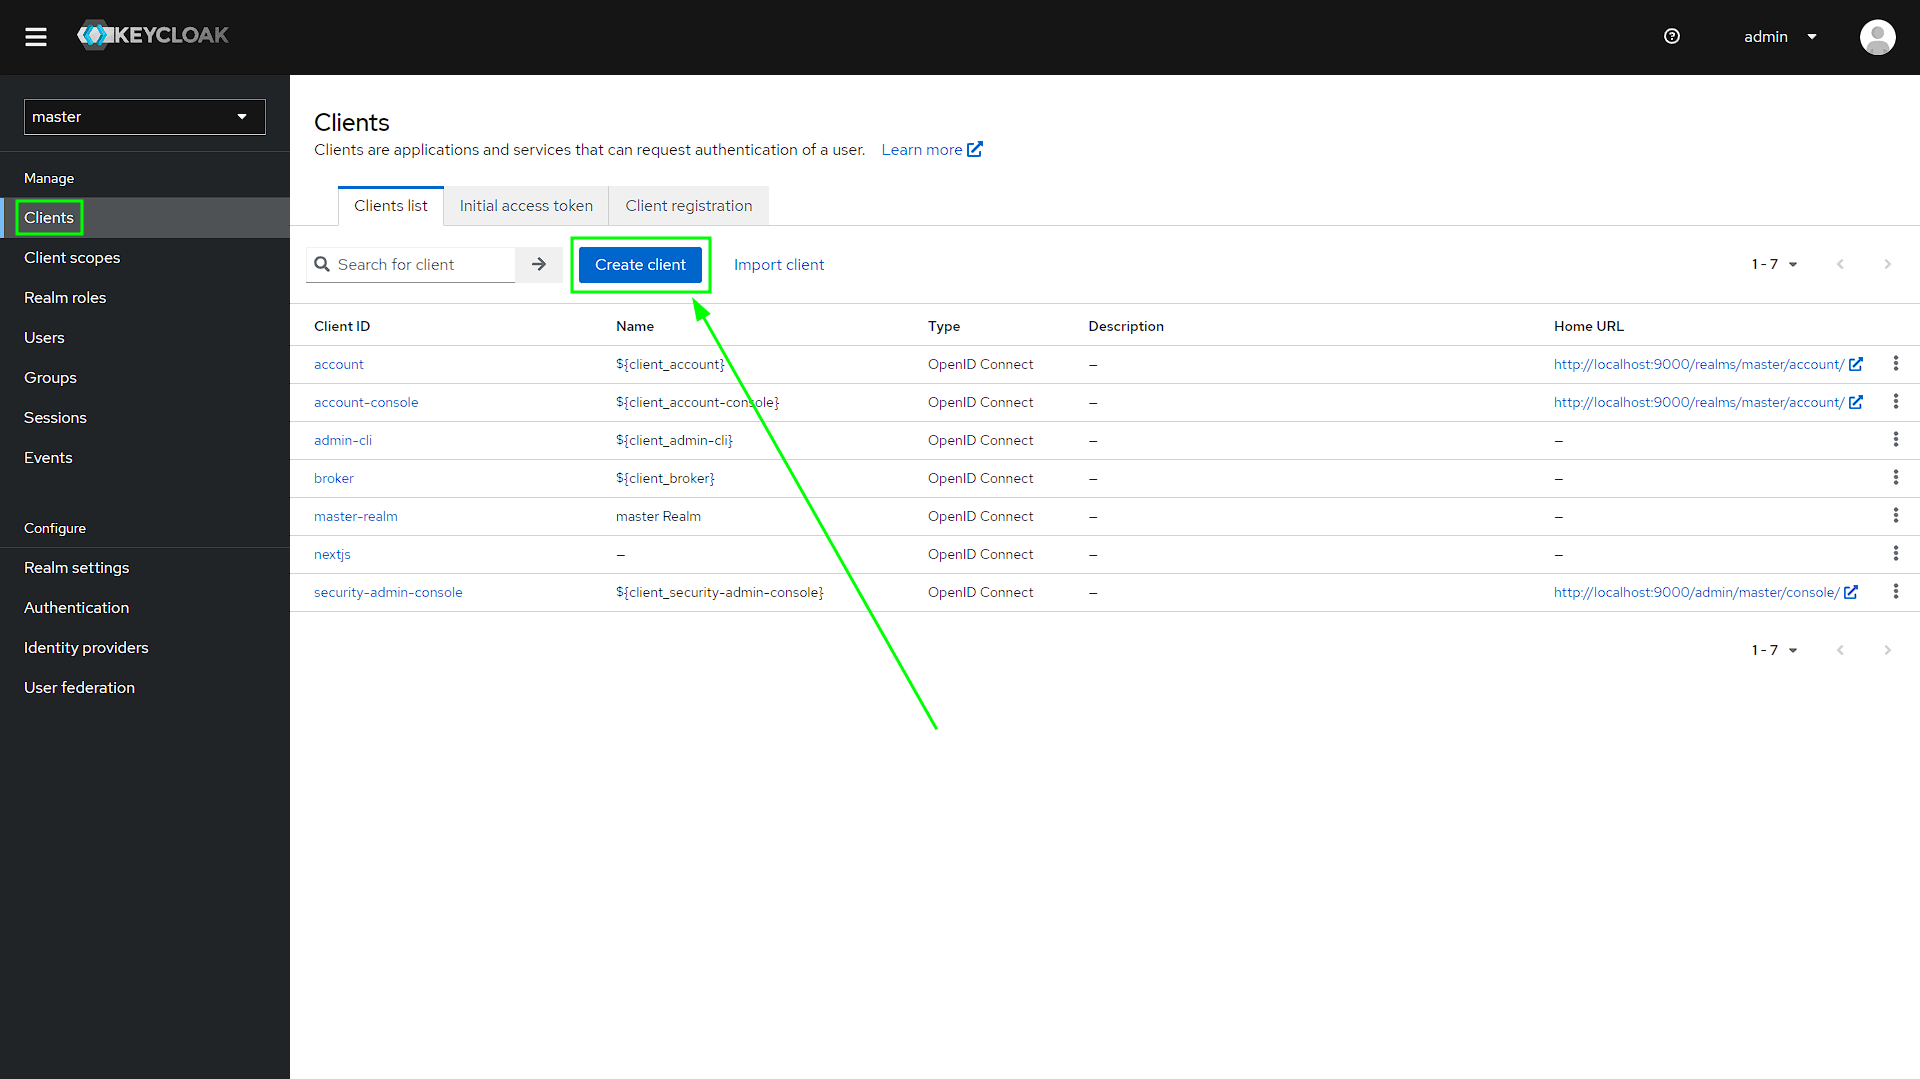 KEYCLOAK
admin
master
Manage
Clients
Client scopes
Realm roles
Users
Groups
Sessions
Events
Configure
Realm settings
Authentication
Identity providers
User federation
Clients
Clients are applications and services that can request authentication of a user. Learn more
Clients list Initial access token Client registration
Search for client Create client Import client 1 - 7
Client ID Name Type Description Home URL
account ${client_account} OpenID Connect – http://localhost:9000/realms/master/account/
account-console ${client_account-console} OpenID Connect – http://localhost:9000/realms/master/account/
admin-cli ${client_admin-cli} OpenID Connect – –
broker ${client_broker} OpenID Connect – –
master-realm master Realm OpenID Connect – –
nextjs – OpenID Connect – –
security-admin-console ${client_security-admin-console} OpenID Connect – http://localhost:9000/admin/master/console/
1 - 7